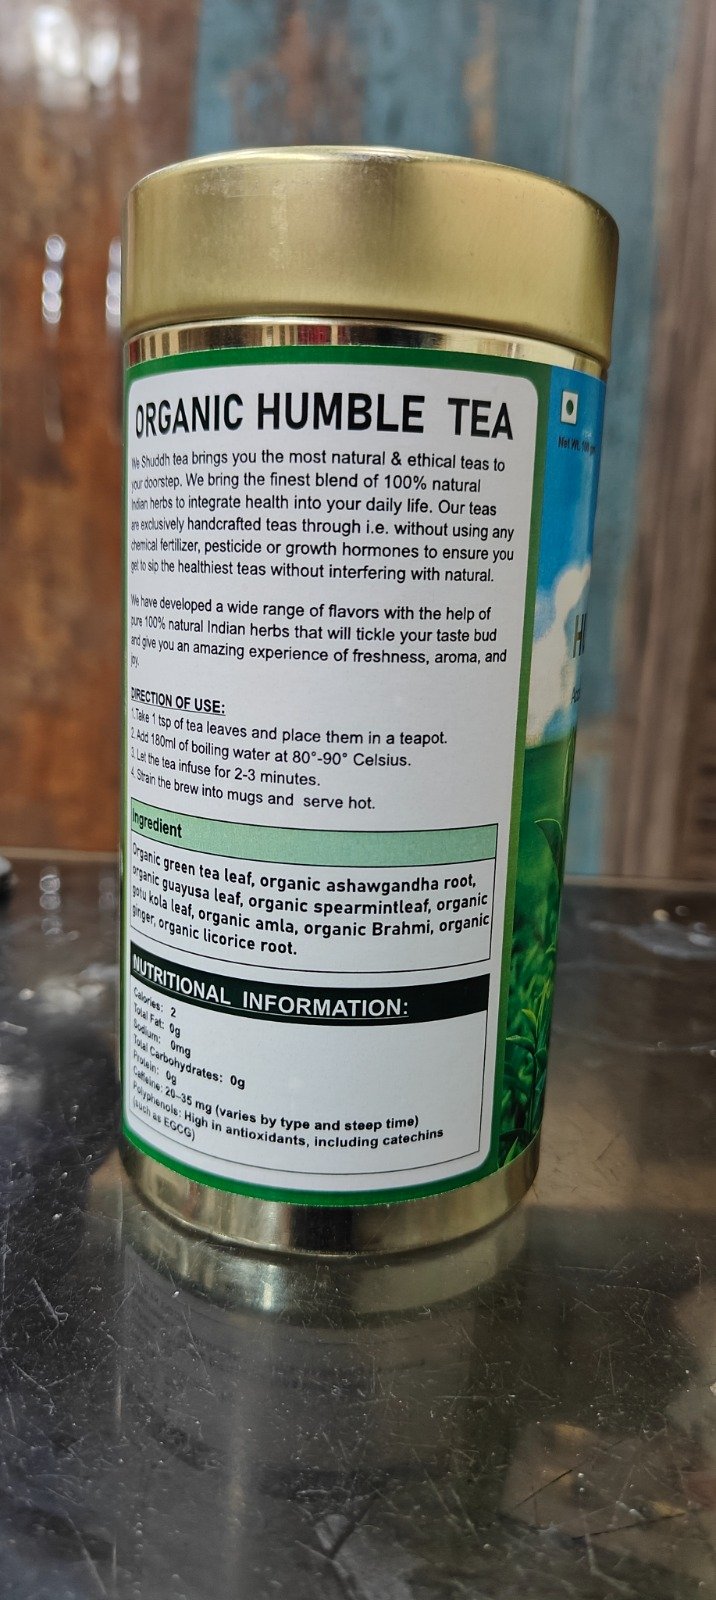 ORGANIC HUMBLE TEA
We Shuddh tea brings you the most natural & ethical teas to
your doorstep. We bring the finest blend of 100% natural
Indian herbs to integrate health into your daily life. Our teas
are exclusively handcrafted teas through i.e. without using any
chemical fertilizer, pesticide or growth hormones to ensure you
get to sip the healthiest teas without interfering with natural.
We have developed a wide range of flavors with the help of
pure 100% natural Indian herbs that will tickle your taste bud
and give you an amazing experience of freshness, aroma, and
joy.
DIRECTION OF USE:
1.Take 1 tsp of tea leaves and place them in a teapot.
2.Add 180ml of boiling water at 80°-90° Celsius.
3. Let the tea infuse for 2-3 minutes.
4. Strain the brew into mugs and serve hot.
Ingredient
Organic green tea leaf, organic ashawgandha root,
organic guayusa leaf, organic spearmintleaf, organic
gotu kola leaf, organic amla, organic Brahmi, organic
ginger, organic licorice root.
NUTRITIONAL INFORMATION:
Calories: 2
Total Fat: 0g
Sodium: 0mg
Total Carbohydrates: 0g
Protein: 0g
Caffeine: 20-35 mg (varies by type and steep time)
Polyphenols: High in antioxidants, including catechins
(such as EGCG)
Net Wt. 100